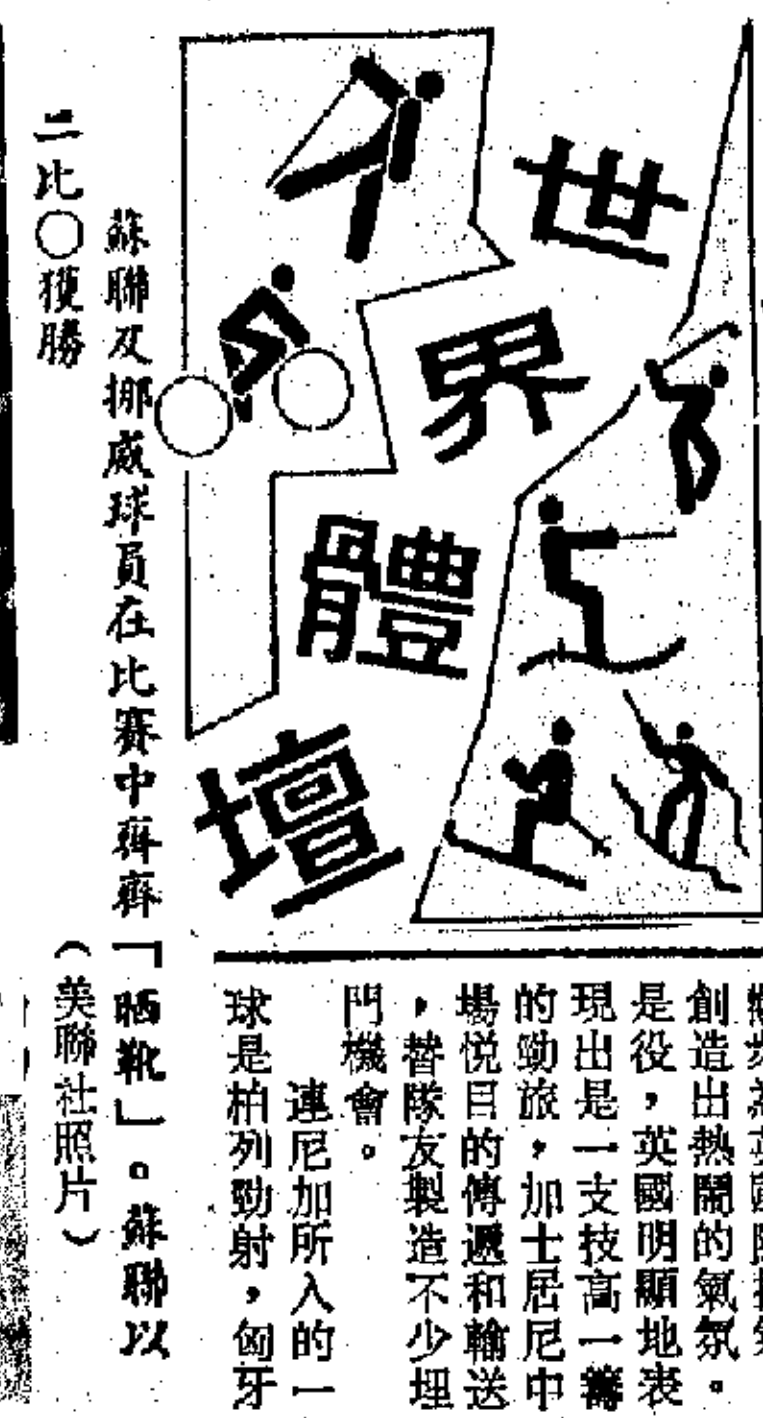 世界體壇
創造出熱鬧的氣氛。
是役，英國明顯地表
現出是一支技高一籌
的勁旅，加士居尼中
場悅目的傳遞和輸送
，替隊友製造不少埋
門機會。
連尼加所入的一
球是柏列勁射，匈牙
蘇聯及挪威球員在比賽中齊齊「晒靴」。蘇聯以
二比〇獲勝
（美聯社照片）